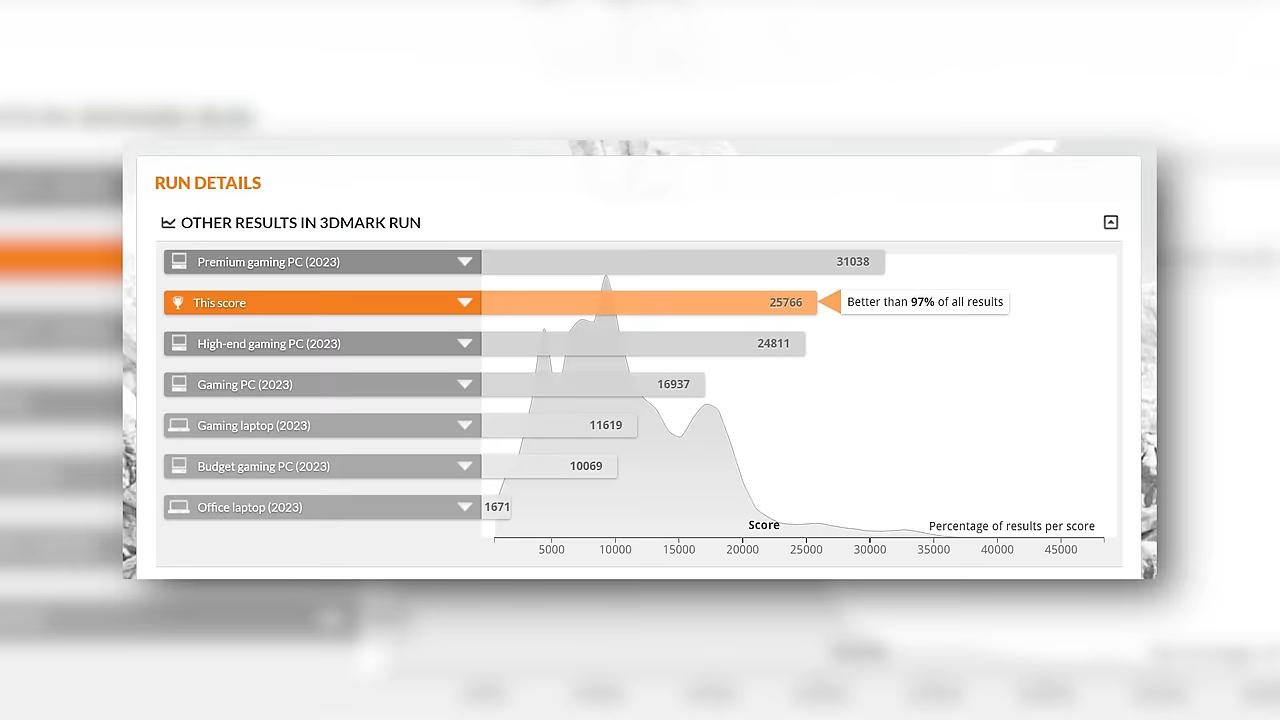 RUN DETAILS
OTHER RESULTS IN 3DMARK RUN
Premium gaming PC (2023) 31038
This score 25766 Better than 97% of all results
High-end gaming PC (2023) 24811
Gaming PC (2023) 16937
Gaming laptop (2023) 11619
Budget gaming PC (2023) 10069
Office laptop (2023) 1671
Score Percentage of results per score
5000 10000 15000 20000 25000 30000 35000 40000 45000